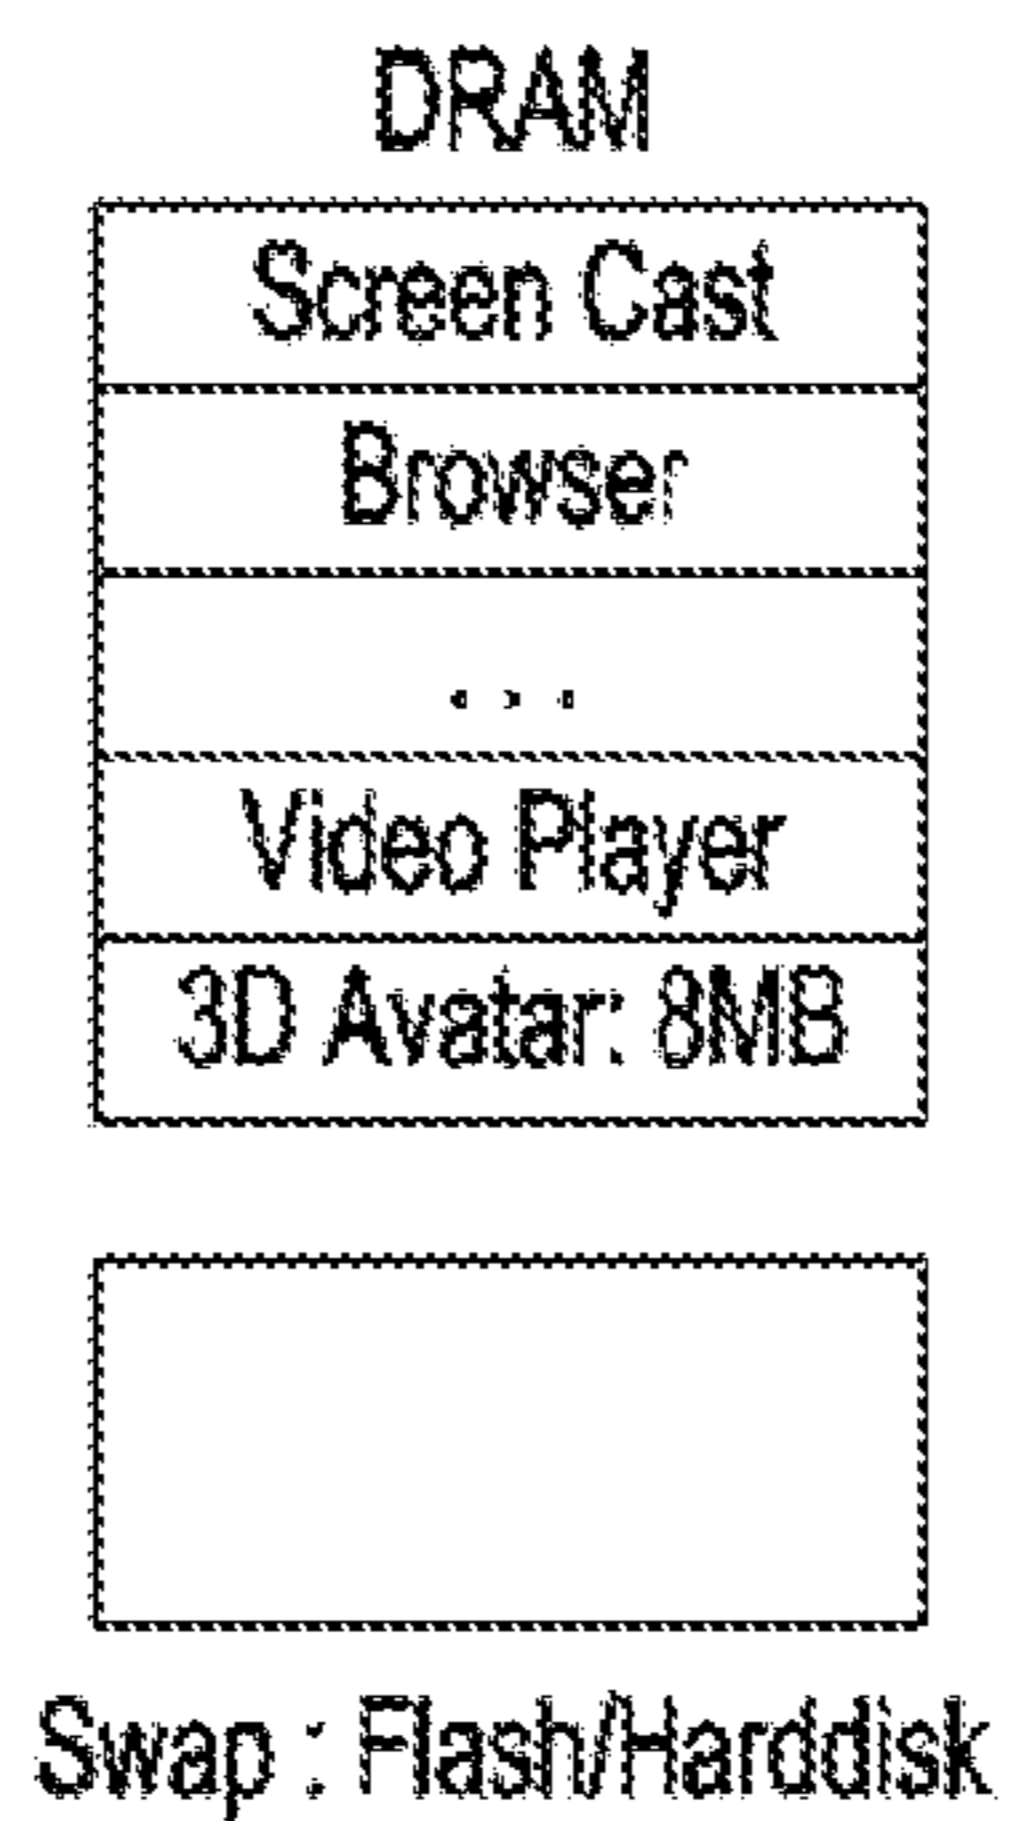 DRAM
Screen Cast
Browser
...
Video Player
3D Avatar: 8MB
Swap : Flash/Harddisk